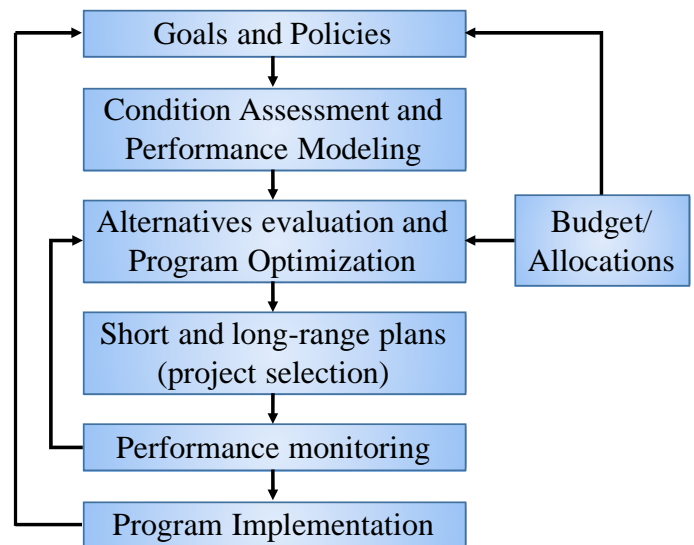 Goals and Policies
Condition Assessment and
Performance Modeling
Alternatives evaluation and
Program Optimization
Budget/
Allocations
Short and long-range plans
(project selection)
Performance monitoring
Program Implementation